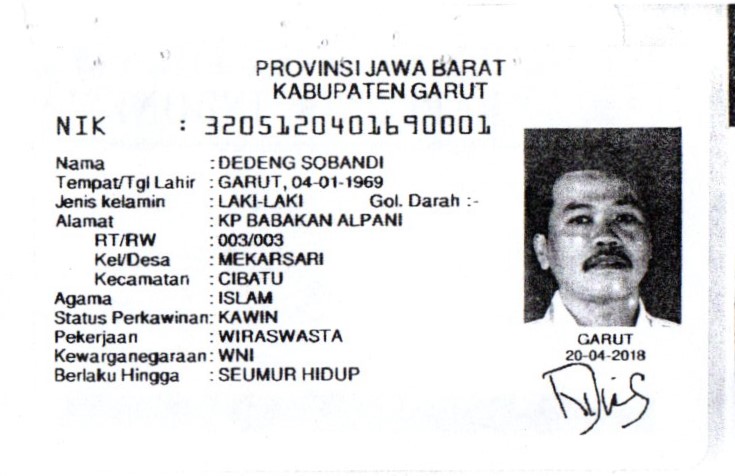 PROVINSI JAWA BARAT
KABUPATEN GARUT
NIK : 3205120401690001
Nama : DEDENG SOBANDI
Tempat/Tgl Lahir : GARUT, 04-01-1969
Jenis kelamin : LAKI-LAKI Gol. Darah :-
Alamat : KP BABAKAN ALPANI
RT/RW : 003/003
Kel/Desa : MEKARSARI
Kecamatan : CIBATU
Agama : ISLAM
Status Perkawinan: KAWIN
Pekerjaan : WIRASWASTA
Kewarganegaraan: WNI
Berlaku Hingga : SEUMUR HIDUP
GARUT
20-04-2018